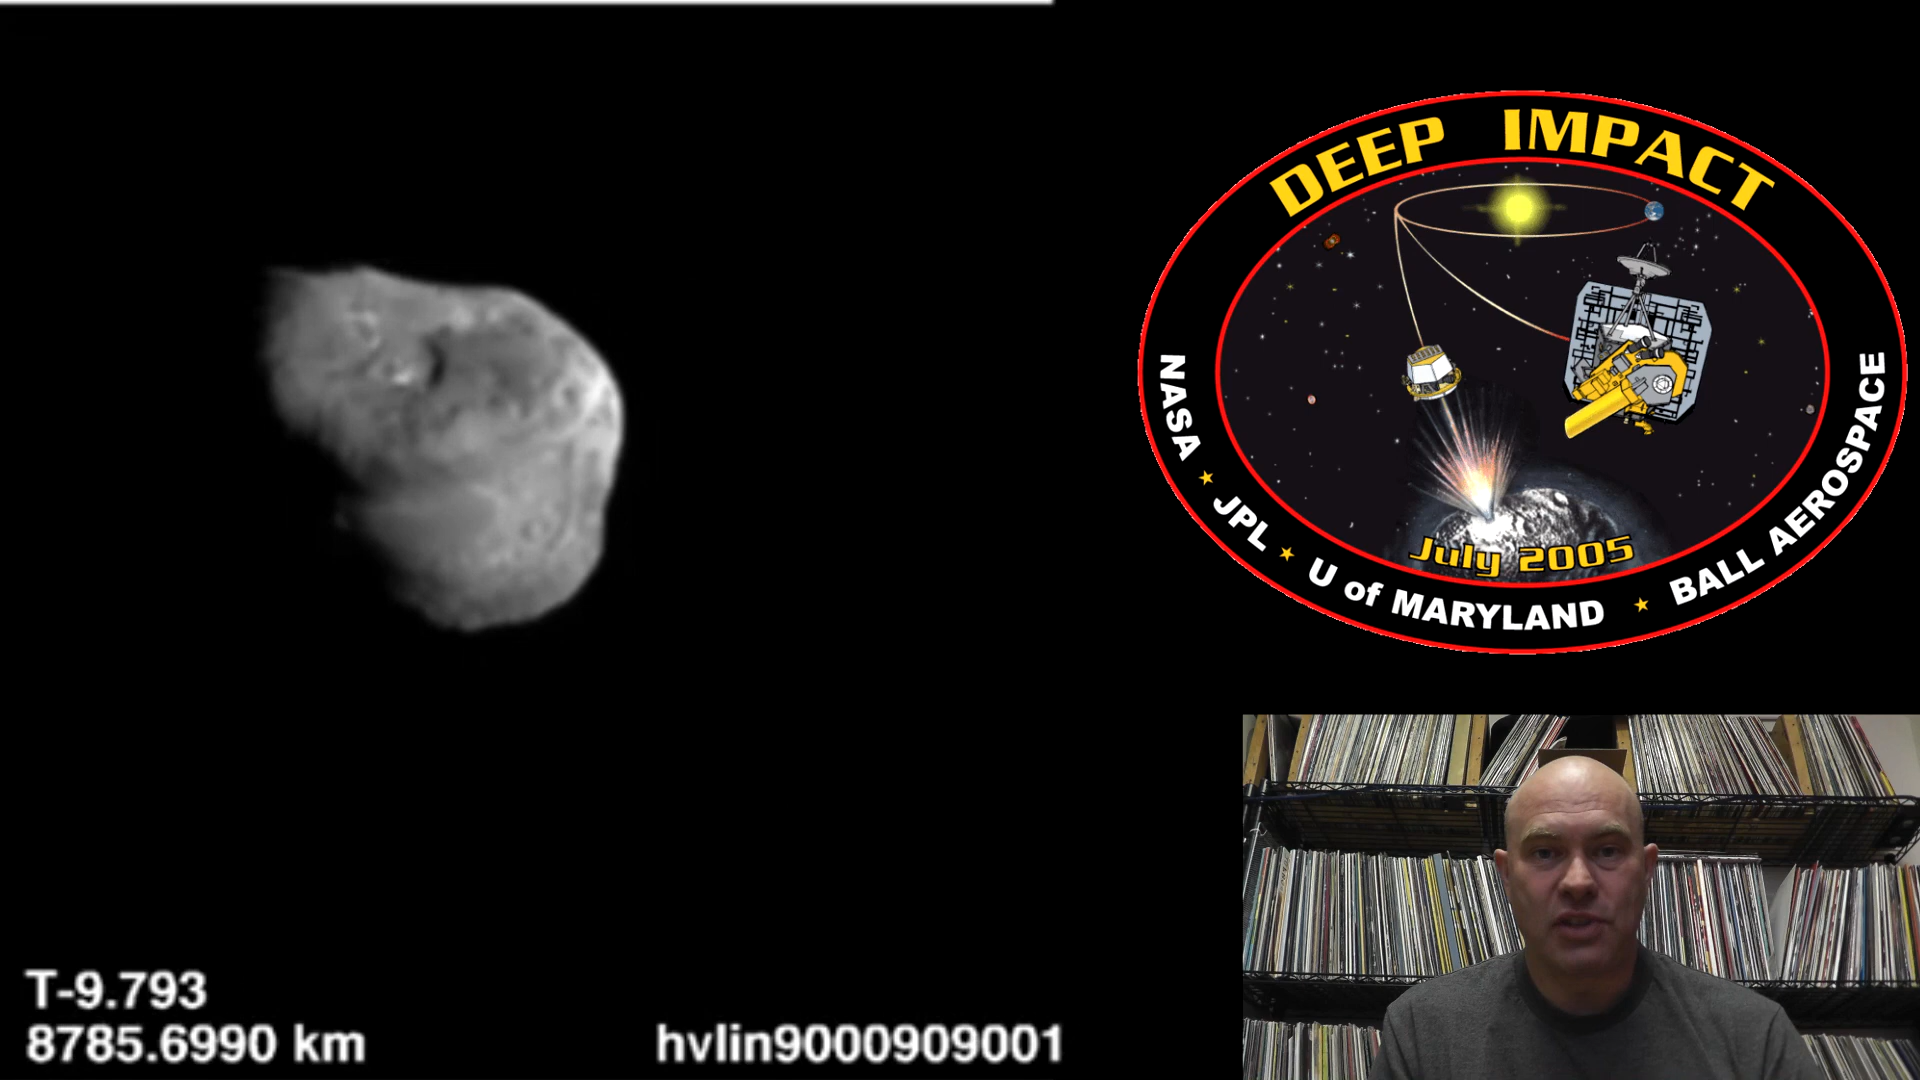 DEEP IMPACT
July 2005
NASA ★ JPL ★ U of MARYLAND ★ BALL AEROSPACE
T-9.793
8785.6990 km
hvlin9000909001